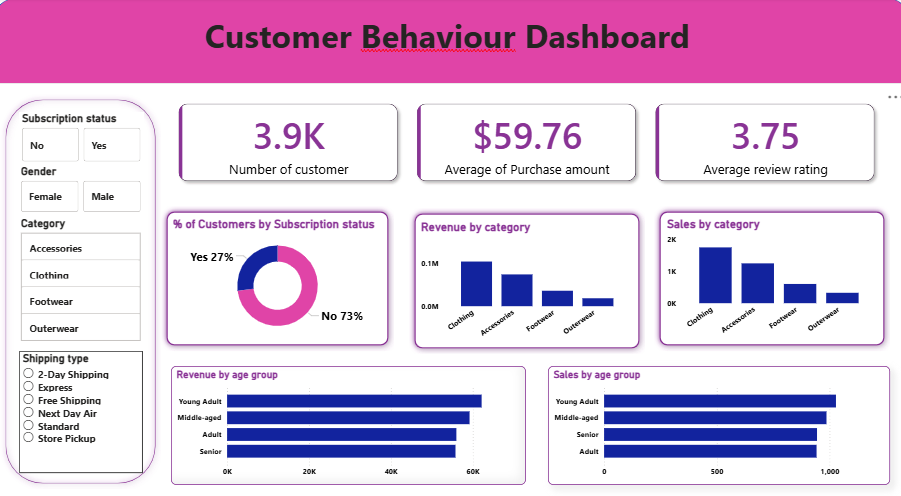 Customer Behaviour Dashboard
Subscription status
No
Yes
Gender
Female
Male
Category
Accessories
Clothing
Footwear
Outerwear
Shipping type
2-Day Shipping
Express
Free Shipping
Next Day Air
Standard
Store Pickup
3.9K
Number of customer
$59.76
Average of Purchase amount
3.75
Average review rating
% of Customers by Subscription status
Yes 27%
No 73%
Revenue by category
0.1M
0.0M
Clothing
Accessories
Footwear
Outerwear
Sales by category
2K
1K
0K
Clothing
Accessories
Footwear
Outerwear
Revenue by age group
Young Adult
Middle-aged
Adult
Senior
0K 20K 40K 60K
Sales by age group
Young Adult
Middle-aged
Senior
Adult
0 500 1,000